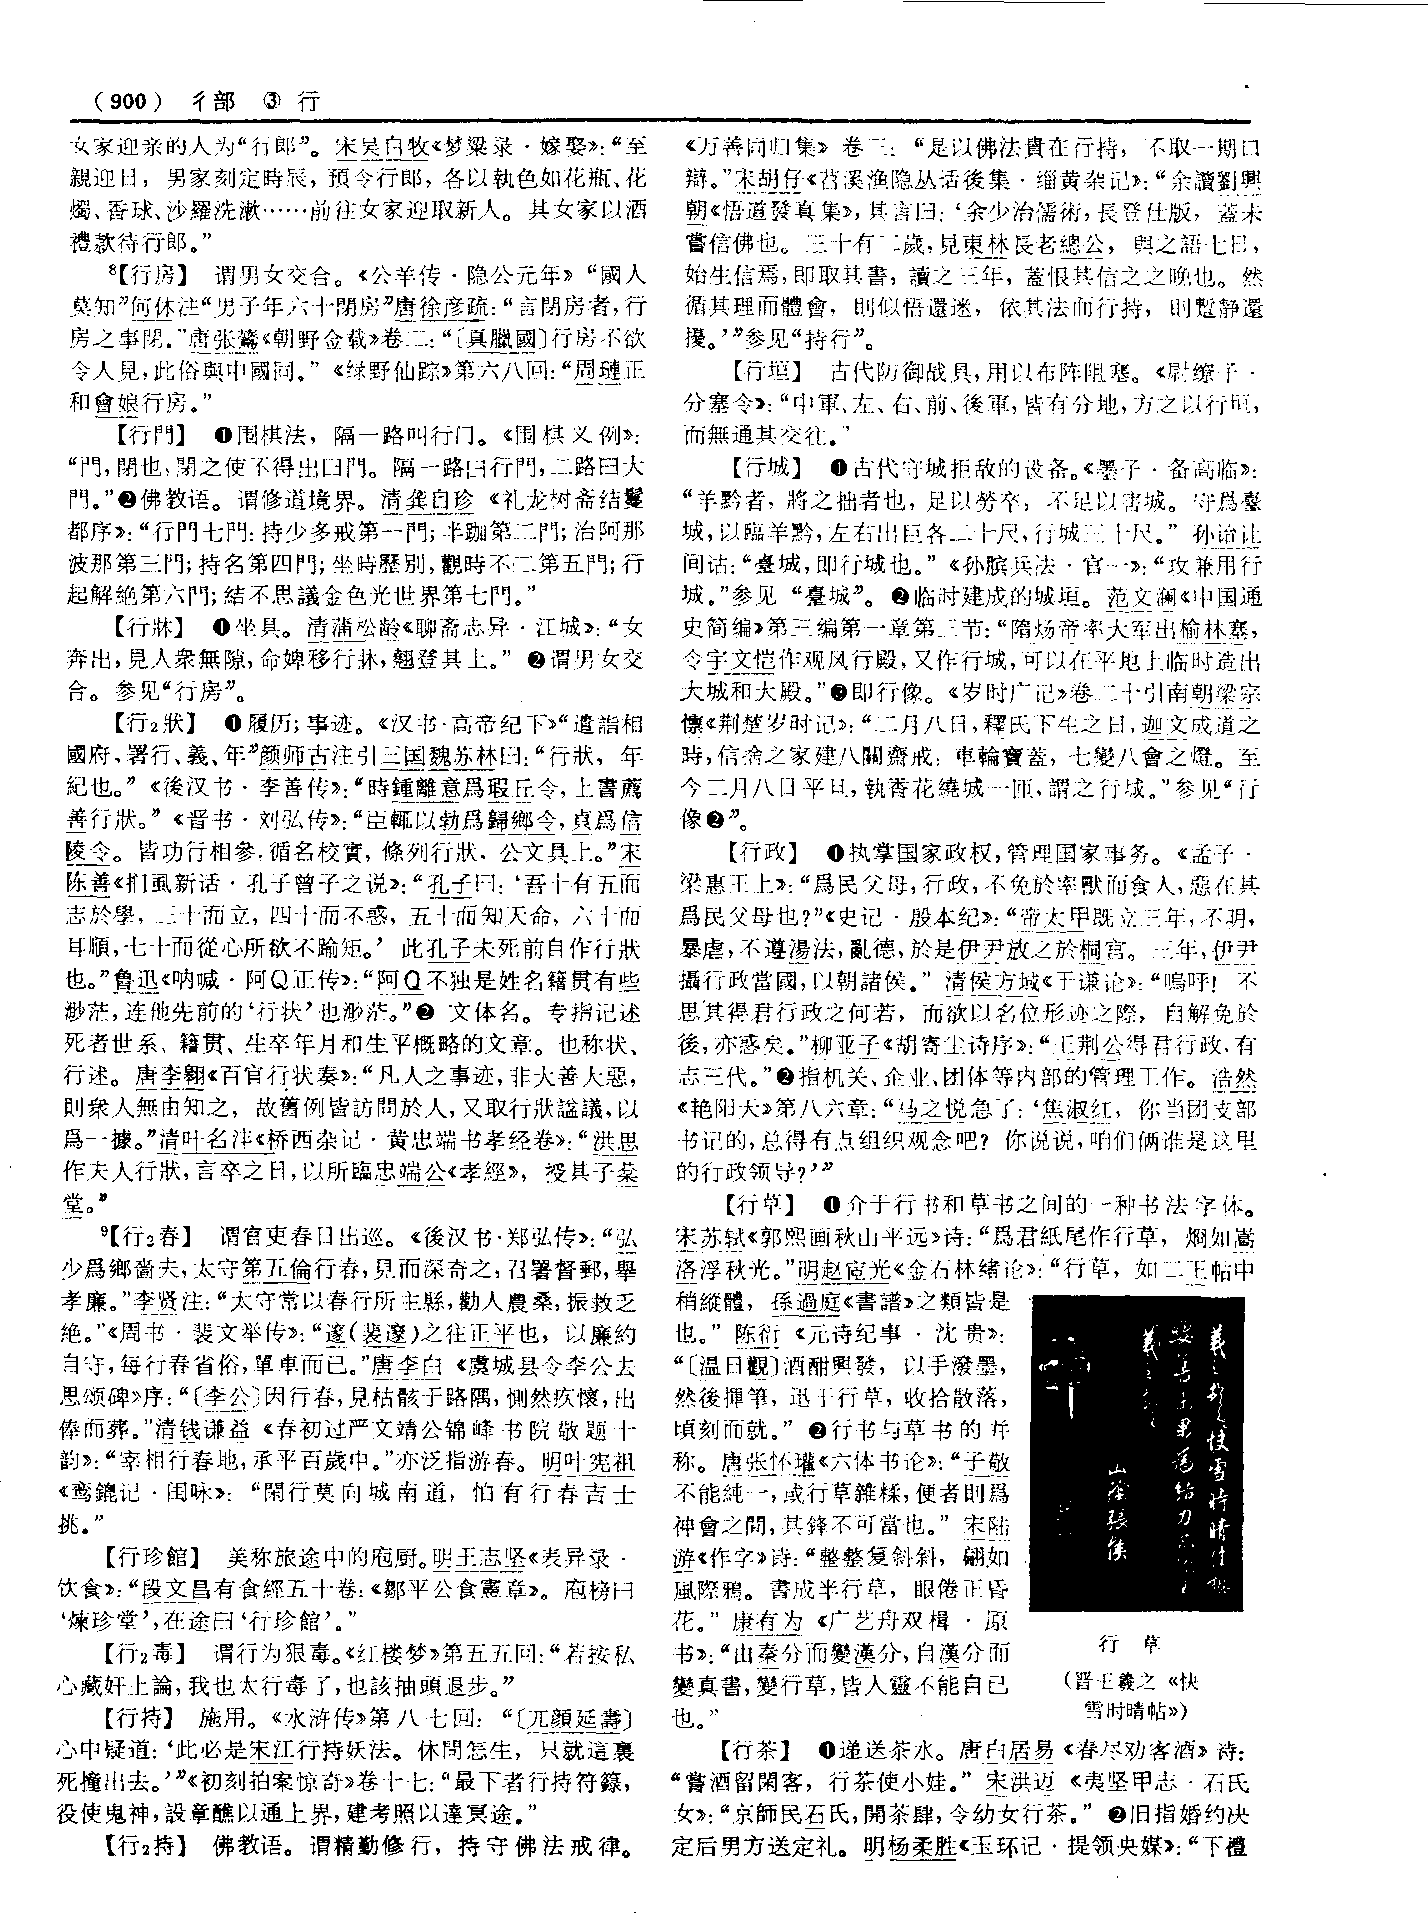 （900） 彳部 ③ 行
女家迎亲的人为“行郎”。宋吴自牧《梦粱录·嫁娶》：“至
親迎日，男家刻定時辰，預令行郎，各以執色如花瓶、花
燭、香球、沙羅洗漱……前往女家迎取新人。其女家以酒
禮款待行郎。”
⁸【行房】 谓男女交合。《公羊传·隐公元年》“國人
莫知”何休注“男子年六十閉房”唐徐彦疏：“言閉房者，行
房之事閉。”唐张鷟《朝野佥载》卷二：“〔真臘國〕行房不欲
令人見，此俗與中國同。”《绿野仙踪》第六八回：“周璉正
和會娘行房。”
【行門】 ❶围棋法，隔一路叫行门。《围棋义例》：
“門，閉也、閉之使不得出曰門。隔一路曰行門，二路曰大
門。”❷佛教语。谓修道境界。清龚自珍《礼龙树斋结鬘
都序》：“行門七門：持少多戒第一門；半跏第二門；治阿那
波那第三門；持名第四門；坐時歷別，觀時不二第五門；行
起解絶第六門；結不思議金色光世界第七門。”
【行牀】 ❶坐具。清蒲松龄《聊斋志异·江城》：“女
奔出，見人衆無隙，命婢移行牀，翹登其上。”❷谓男女交
合。参见“行房”。
【行₂狀】 ❶履历；事迹。《汉书·高帝纪下》“遣詣相
國府，署行、義、年”颜师古注引三国魏苏林曰：“行狀，年
紀也。”《後汉书·李善传》：“時鍾離意爲瑕丘令，上書薦
善行狀。”《晋书·刘弘传》：“臣輒以勃爲歸鄉令，貞爲信
陵令。皆功行相參，循名校實，條列行狀，公文具上。”宋
陈善《扪虱新话·孔子曾子之说》：“孔子曰：‘吾十有五而
志於學，三十而立，四十而不惑，五十而知天命，六十而
耳順，七十而從心所欲不踰矩。’此孔子未死前自作行狀
也。”鲁迅《呐喊·阿Q正传》：“阿Q不独是姓名籍贯有些
渺茫，连他先前的‘行状’也渺茫。”❷ 文体名。专指记述
死者世系、籍贯、生卒年月和生平概略的文章。也称状、
行述。唐李翱《百官行状奏》：“凡人之事迹，非大善大惡，
則衆人無由知之，故舊例皆訪問於人，又取行狀謚議，以
爲一據。”清叶名沣《桥西杂记·黄忠端书孝经卷》：“洪思
作夫人行狀，言卒之日，以所臨忠端公《孝經》，授其子棻
堂。”
⁹【行₂春】 谓官吏春日出巡。《後汉书·郑弘传》：“弘
少爲鄉嗇夫，太守第五倫行春，見而深奇之，召署督郵，舉
孝廉。”李贤注：“太守常以春行所主縣，勸人農桑，振救乏
絶。”《周书·裴文举传》：“邃（裴邃）之往正平也，以廉約
自守，每行春省俗，單車而已。”唐李白《虞城县令李公去
思颂碑》序：“〔李公〕因行春，見枯骸于路隅，惻然疚懷，出
俸而葬。”清钱谦益《春初过严文靖公锦峰书院敬题十
韵》：“宰相行春地，承平百歲中。”亦泛指游春。明叶宪祖
《鸾鎞记·闺咏》：“閑行莫向城南道，怕有行春吉士
挑。”
【行珍館】 美称旅途中的庖厨。明王志坚《表异录·
饮食》：“段文昌有食經五十卷：《鄒平公食憲章》。庖榜曰
‘煉珍堂’，在途曰‘行珍館’。”
【行₂毒】 谓行为狠毒。《红楼梦》第五五回：“若按私
心藏奸上論，我也太行毒了，也該抽頭退步。”
【行持】 施用。《水浒传》第八七回：“〔兀顔延壽〕
心中疑道：‘此必是宋江行持妖法。休問怎生，只就這裏
死撞出去。’”《初刻拍案惊奇》卷十七：“最下者行持符籙，
役使鬼神，設章醮以通上界，建考照以達冥途。”
【行₂持】 佛教语。谓精勤修行，持守佛法戒律。
《万善同归集》卷三：“是以佛法貴在行持，不取一期口
辯。”宋胡仔《苕溪渔隐丛话後集·缁黄杂记》：“余讀劉興
朝《悟道發真集》，其言曰：‘余少治儒術，長登仕版，蓋未
嘗信佛也。三十有二歲，見東林長老總公，與之語七日，
始生信焉，即取其書，讀之三年，蓋恨其信之之晚也。然
循其理而體會，則似悟還迷，依其法而行持，則蹔静還
擾。’”参见“持行”。
【行垣】 古代防御战具，用以布阵阻塞。《尉缭子·
分塞令》：“中軍、左、右、前、後軍，皆有分地，方之以行垣，
而無通其交往。”
【行城】 ❶古代守城拒敌的设备。《墨子·备高临》：
“羊黔者，將之拙者也，足以勞卒，不足以害城。守爲臺
城，以臨羊黔，左右出巨各二十尺，行城三十尺。”孙诒让
间诂：“臺城，即行城也。”《孙膑兵法·官一》：“攻兼用行
城。”参见“臺城”。❷临时建成的城垣。范文澜《中国通
史简编》第三编第一章第三节：“隋炀帝率大军出榆林塞，
令宇文恺作观风行殿，又作行城，可以在平地上临时造出
大城和大殿。”❸即行像。《岁时广记》卷二十引南朝梁宗
懔《荆楚岁时记》：“二月八日，釋氏下生之日，迦文成道之
時，信捨之家建八關齋戒，車輪寶蓋，七變八會之燈。至
今二月八日平旦，執香花繞城一匝，謂之行城。”参见“行
像❷”。
【行政】 ❶执掌国家政权，管理国家事务。《孟子·
梁惠王上》：“爲民父母，行政，不免於率獸而食人，惡在其
爲民父母也？”《史记·殷本纪》：“帝太甲既立三年，不明，
暴虐，不遵湯法，亂德，於是伊尹放之於桐宫。三年，伊尹
攝行政當國，以朝諸侯。”清侯方域《于谦论》：“嗚呼！不
思其得君行政之何若，而欲以名位形迹之際，自解免於
後，亦惑矣。”柳亚子《胡寄尘诗序》：“王荆公得君行政，有
志三代。”❷指机关、企业、团体等内部的管理工作。浩然
《艳阳天》第八六章：“马之悦急了：‘焦淑红，你当团支部
书记的，总得有点组织观念吧？你说说，咱们俩谁是这里
的行政领导？’”
【行草】 ❶介于行书和草书之间的一种书法字体。
宋苏轼《郭熙画秋山平远》诗：“爲君紙尾作行草，炯如嵩
洛浮秋光。”明赵宧光《金石林绪论》：“行草，如二王帖中
稍縱體，孫過庭《書譜》之類皆是
也。”陈衍《元诗纪事·沈贵》：
“〔温日觀〕酒酣興發，以手潑墨，
然後揮筆，迅于行草，收拾散落，
頃刻而就。”❷行书与草书的并
称。唐张怀瓘《六体书论》：“子敬
不能純一，或行草雜糅，便者則爲
神會之間，其鋒不可當也。”宋陆
游《作字》诗：“整整复斜斜，翩如
風際鴉。書成半行草，眼倦正昏
花。”康有为《广艺舟双楫·原
书》：“出秦分而變漢分，自漢分而
變真書，變行草，皆人靈不能自已
也。”
羲之頓首快雪時晴佳想
山陰張侯
行 草
（晋王羲之《快
雪时晴帖》）
【行茶】 ❶递送茶水。唐白居易《春尽劝客酒》诗：
“嘗酒留閑客，行茶使小娃。”宋洪迈《夷坚甲志·石氏
女》：“京師民石氏，開茶肆，令幼女行茶。”❷旧指婚约决
定后男方送定礼。明杨柔胜《玉环记·提领央媒》：“下禮